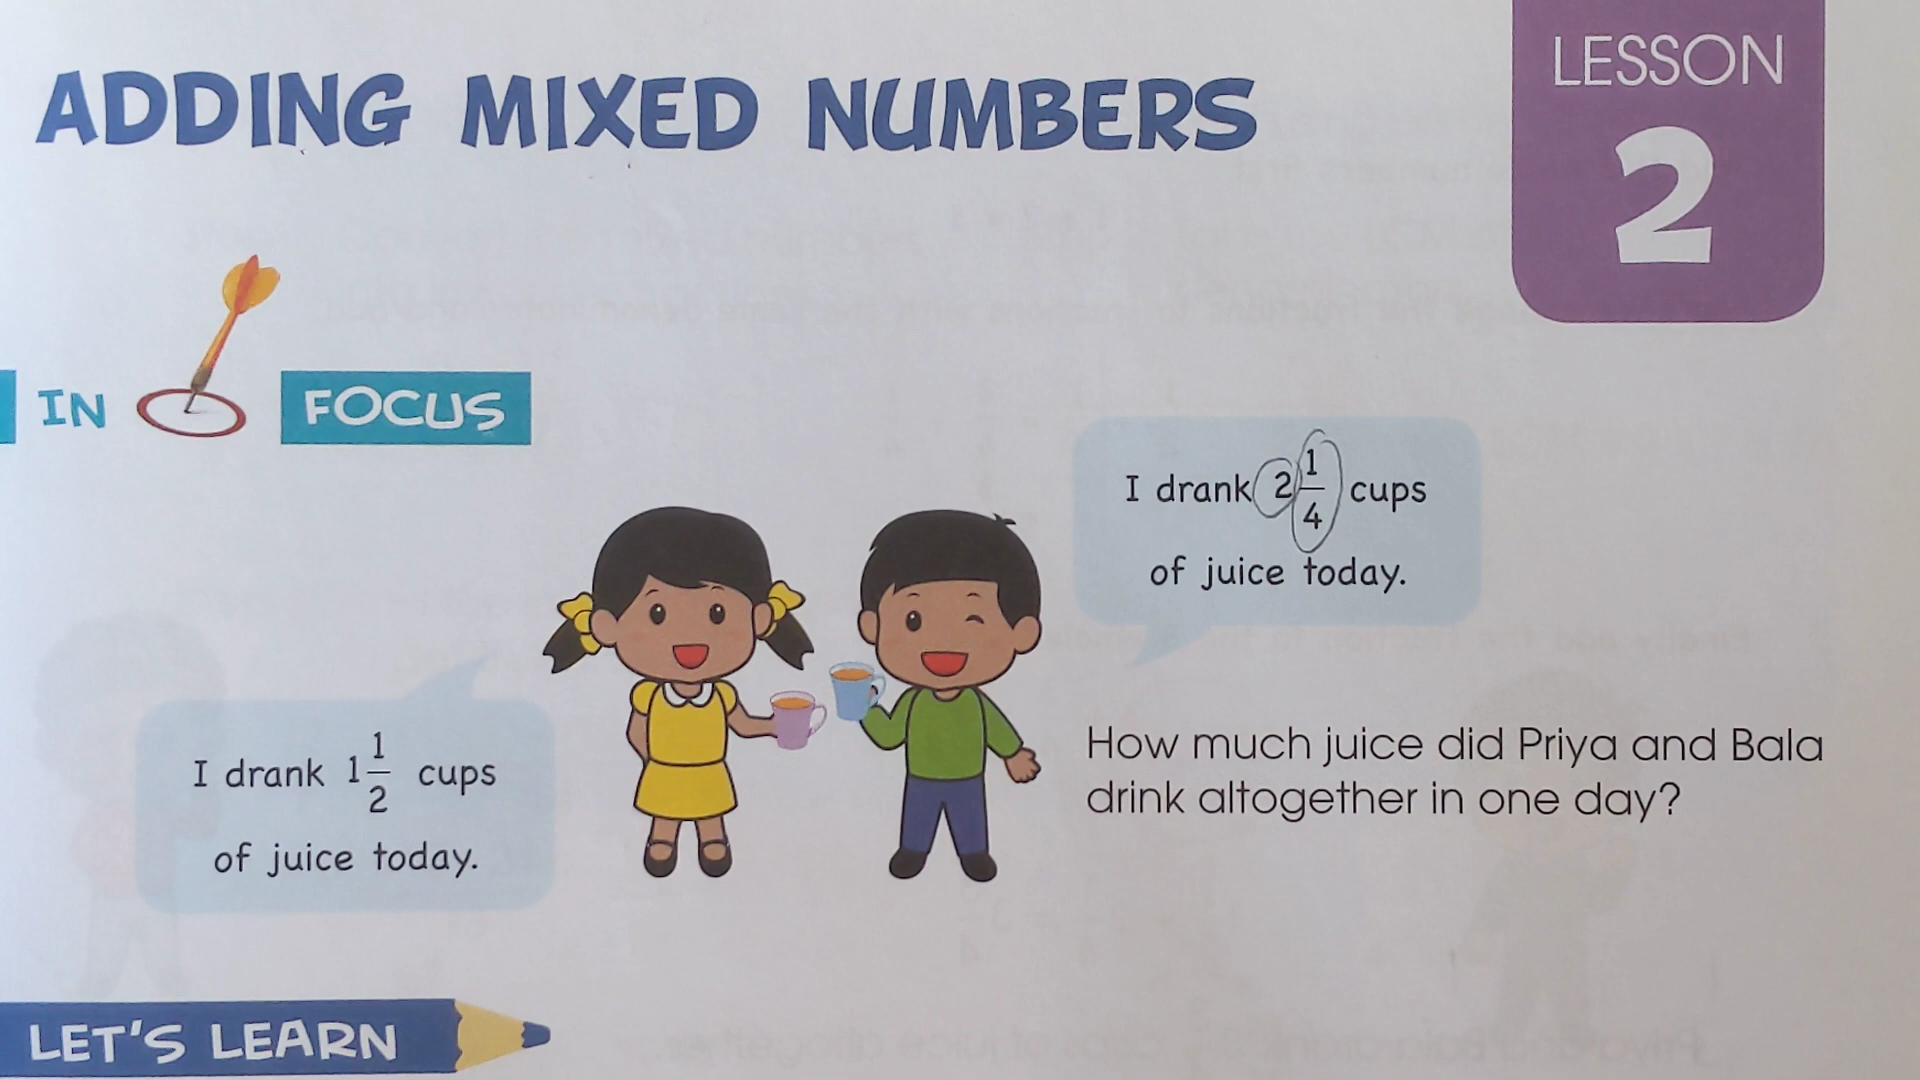 LESSON
2
ADDING MIXED NUMBERS
IN FOCUS
I drank 2 1/4 cups
of juice today.
I drank 1 1/2 cups
of juice today.
How much juice did Priya and Bala
drink altogether in one day?
LET'S LEARN